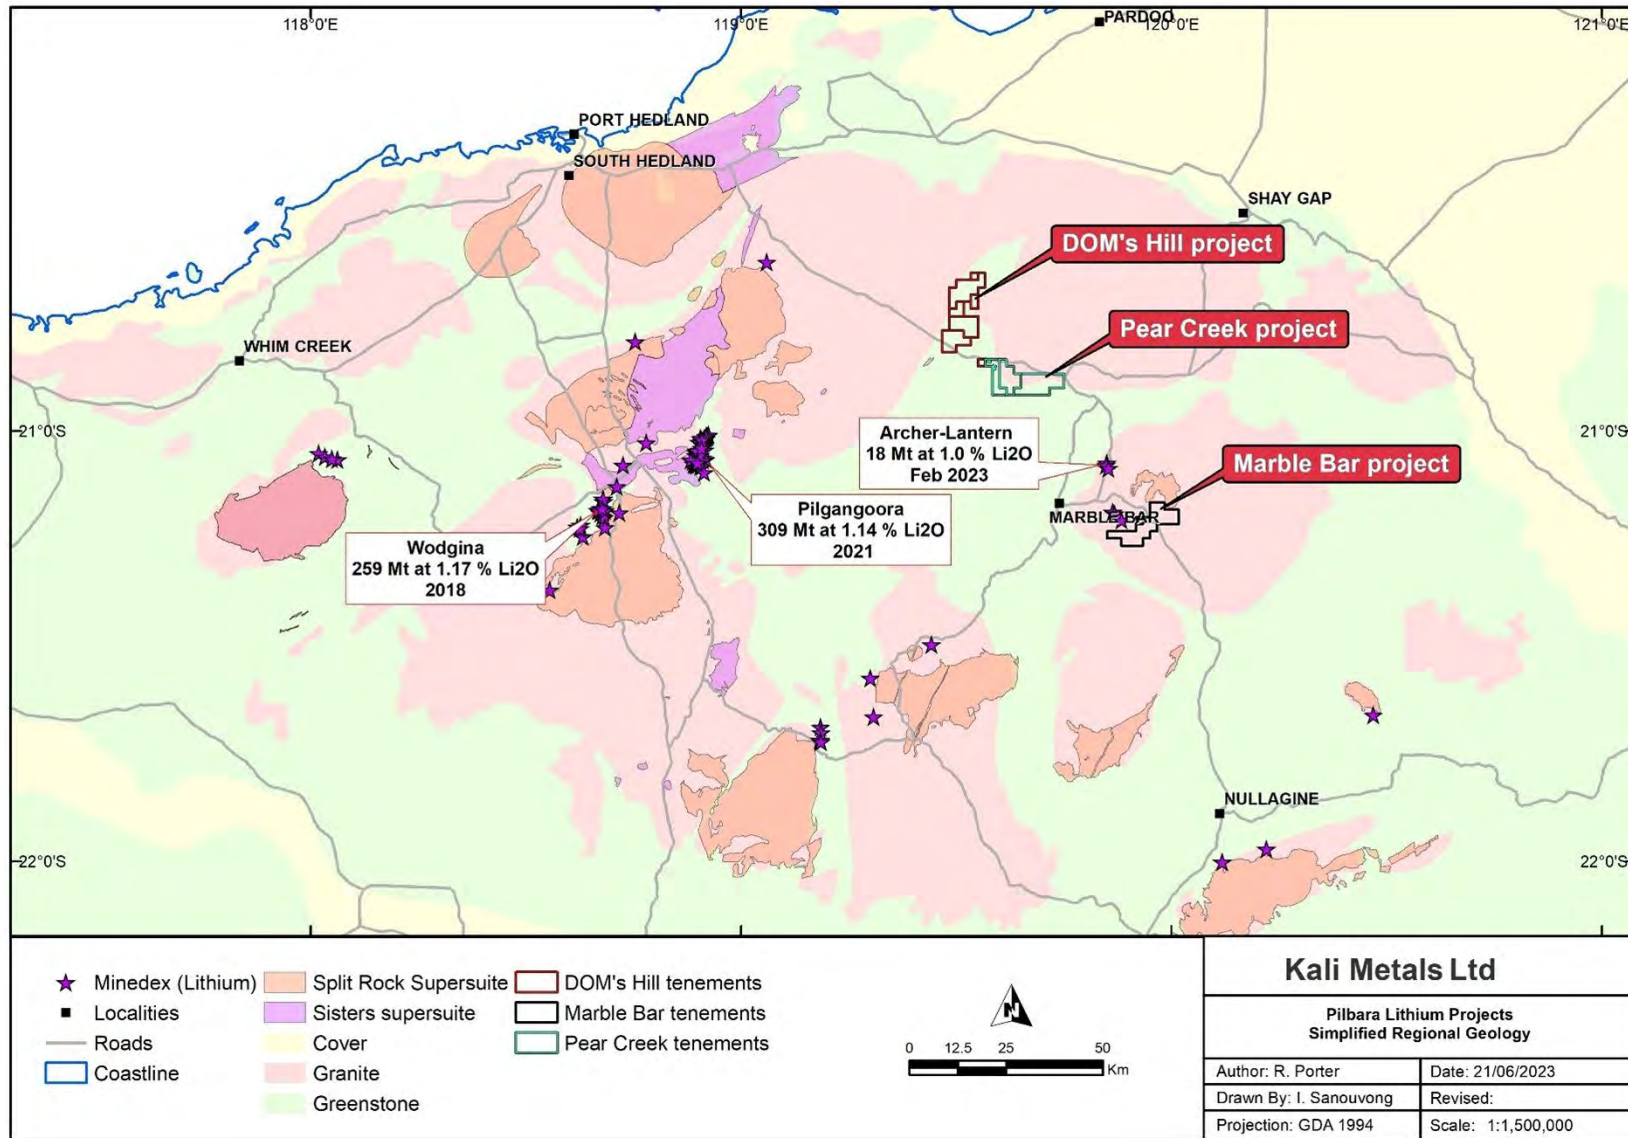 118°0'E
119°0'E
120°0'E
121°0'E
PARDOO
PORT HEDLAND
SOUTH HEDLAND
SHAY GAP
DOM's Hill project
Pear Creek project
WHIM CREEK
21°0'S
21°0'S
Archer-Lantern
18 Mt at 1.0 % Li2O
Feb 2023
Marble Bar project
MARBLE BAR
Pilgangoora
309 Mt at 1.14 % Li2O
2021
Wodgina
259 Mt at 1.17 % Li2O
2018
NULLAGINE
22°0'S
22°0'S
Minedex (Lithium)
Localities
Roads
Coastline
Split Rock Supersuite
Sisters supersuite
Cover
Granite
Greenstone
DOM's Hill tenements
Marble Bar tenements
Pear Creek tenements
N
0 12.5 25 50
Km
Kali Metals Ltd
Pilbara Lithium Projects
Simplified Regional Geology
Author: R. Porter
Date: 21/06/2023
Drawn By: I. Sanouvong
Revised:
Projection: GDA 1994
Scale: 1:1,500,000